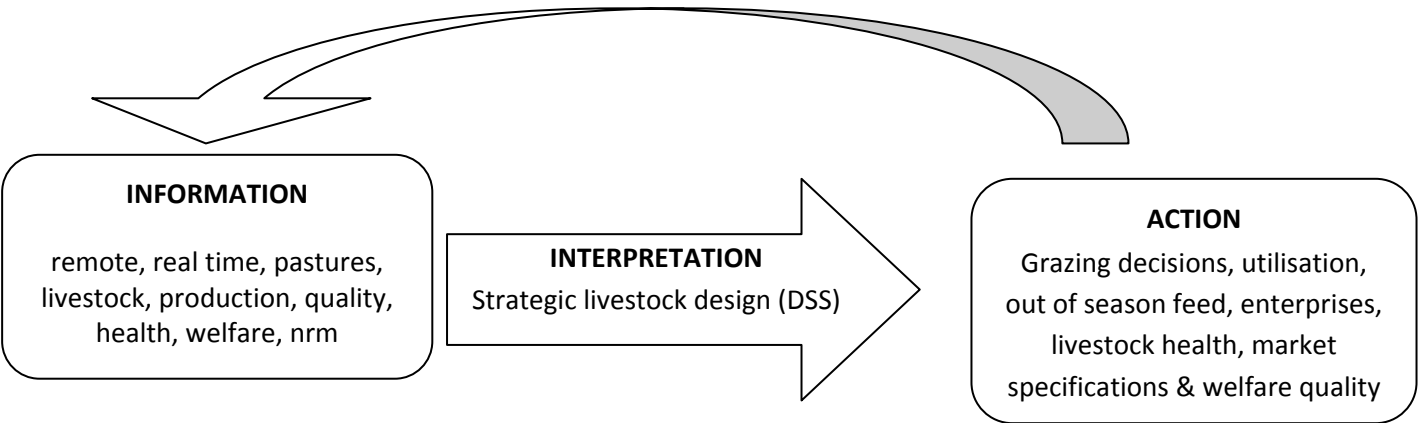 INFORMATION
remote, real time, pastures,
livestock, production, quality,
health, welfare, nrm
INTERPRETATION
Strategic livestock design (DSS)
ACTION
Grazing decisions, utilisation,
out of season feed, enterprises,
livestock health, market
specifications & welfare quality